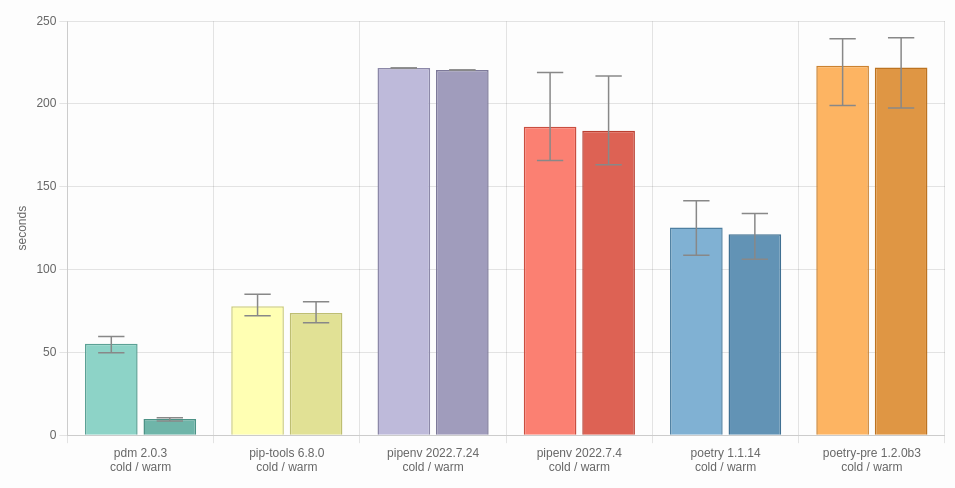 250
200
150
100
50
0
seconds
pdm 2.0.3
cold / warm
pip-tools 6.8.0
cold / warm
pipenv 2022.7.24
cold / warm
pipenv 2022.7.4
cold / warm
poetry 1.1.14
cold / warm
poetry-pre 1.2.0b3
cold / warm